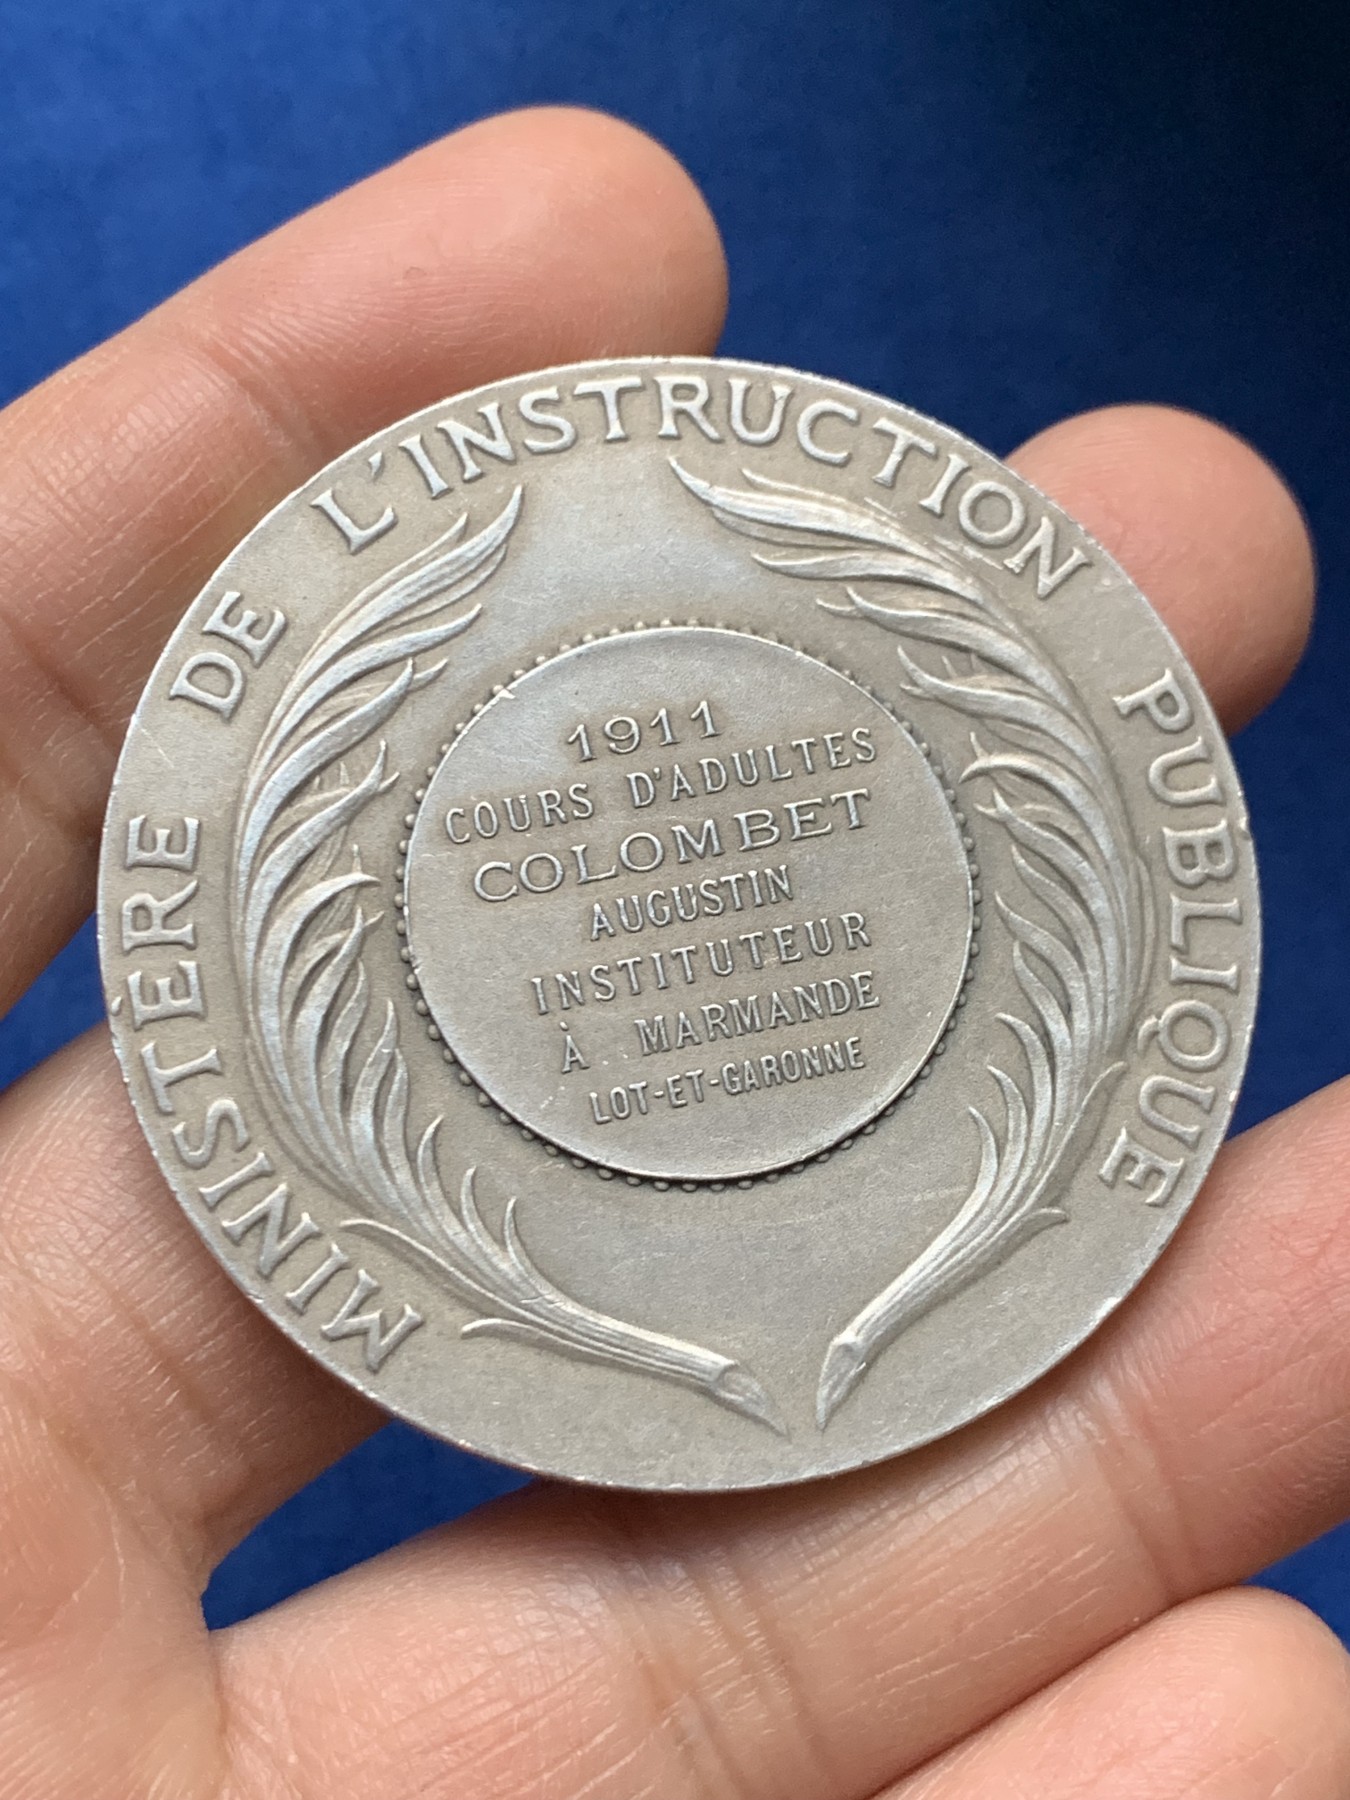 MINISTÈRE DE L'INSTRUCTION PUBLIQUE
1911
COURS D'ADULTES
COLOMBET
AUGUSTIN
INSTITUTEUR
À MARMANDE
LOT-ET-GARONNE